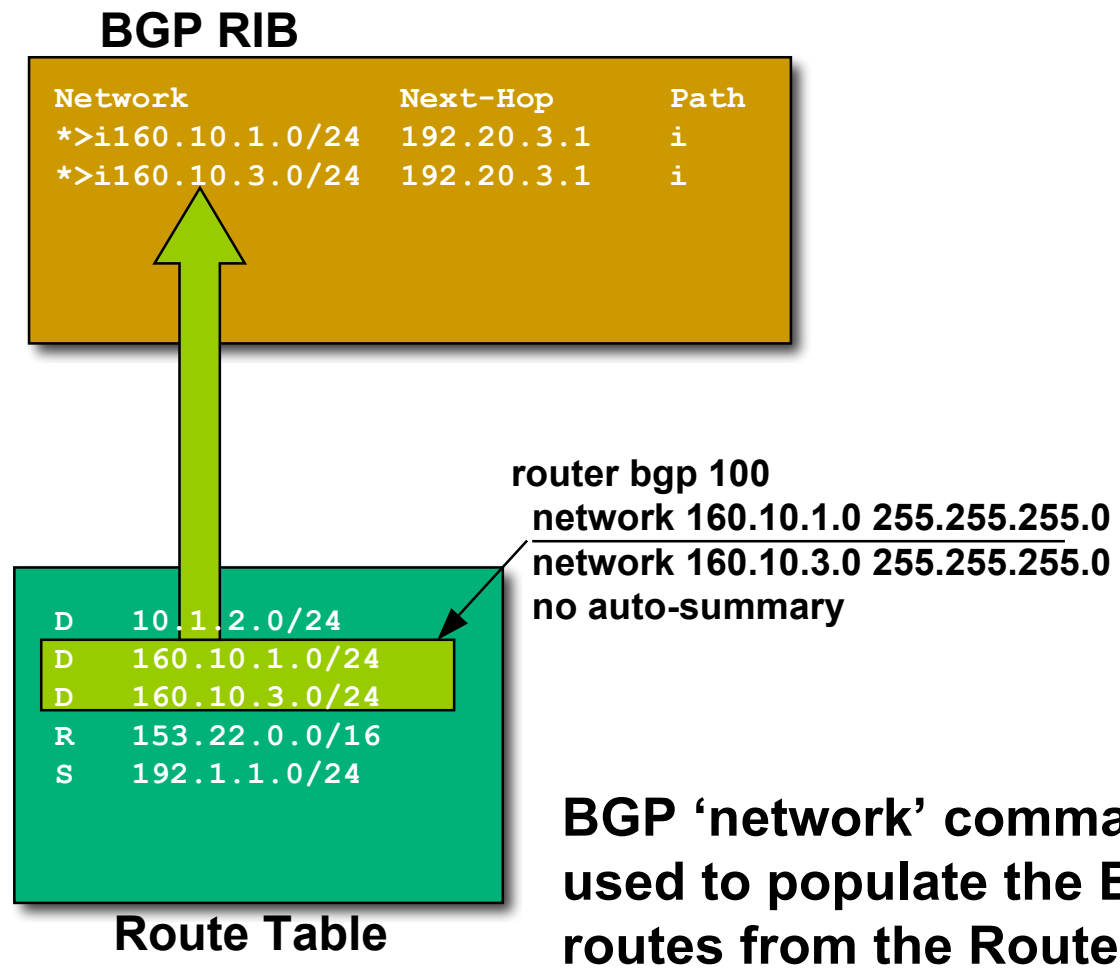 BGP RIB
Network Next-Hop Path
*>i160.10.1.0/24 192.20.3.1 i
*>i160.10.3.0/24 192.20.3.1 i
router bgp 100
network 160.10.1.0 255.255.255.0
network 160.10.3.0 255.255.255.0
no auto-summary
D 10.1.2.0/24
D 160.10.1.0/24
D 160.10.3.0/24
R 153.22.0.0/16
S 192.1.1.0/24
Route Table
BGP ‘network’ comma
used to populate the
routes from the Route